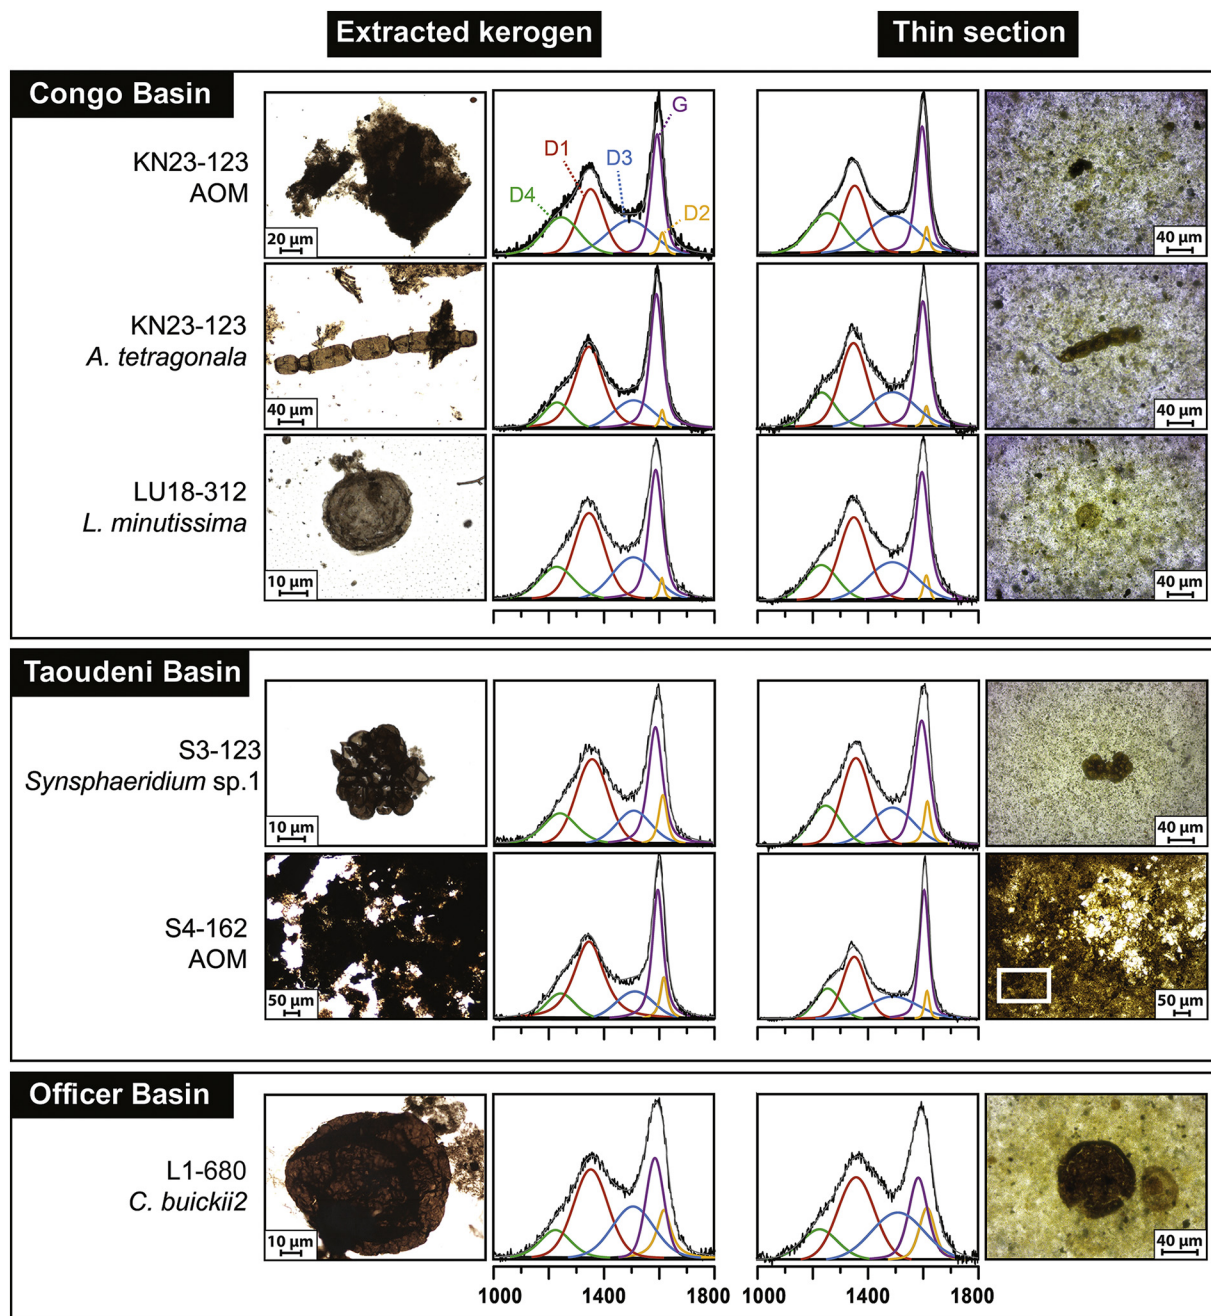 Extracted kerogen
Thin section
Congo Basin
KN23-123
AOM
20 µm
D4
D1
D3
G
D2
40 µm
KN23-123
A. tetragonala
40 µm
40 µm
LU18-312
L. minutissima
10 µm
40 µm
Taoudeni Basin
S3-123
Synsphaeridium sp.1
10 µm
40 µm
S4-162
AOM
50 µm
50 µm
Officer Basin
L1-680
C. buickii2
10 µm
40 µm
1000 1400 1800 1000 1400 1800